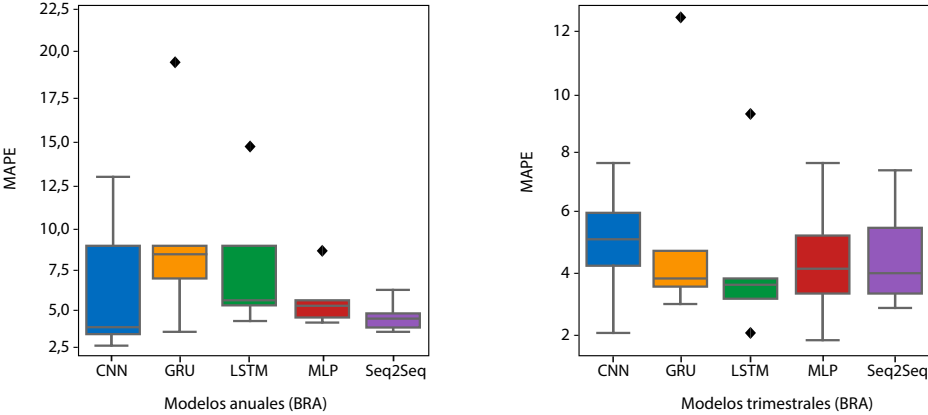 MAPE
22,5
20,0
17,5
15,0
12,5
10,0
7,5
5,0
2,5
CNN GRU LSTM MLP Seq2Seq
Modelos anuales (BRA)
MAPE
12
10
8
6
4
2
CNN GRU LSTM MLP Seq2Seq
Modelos trimestrales (BRA)